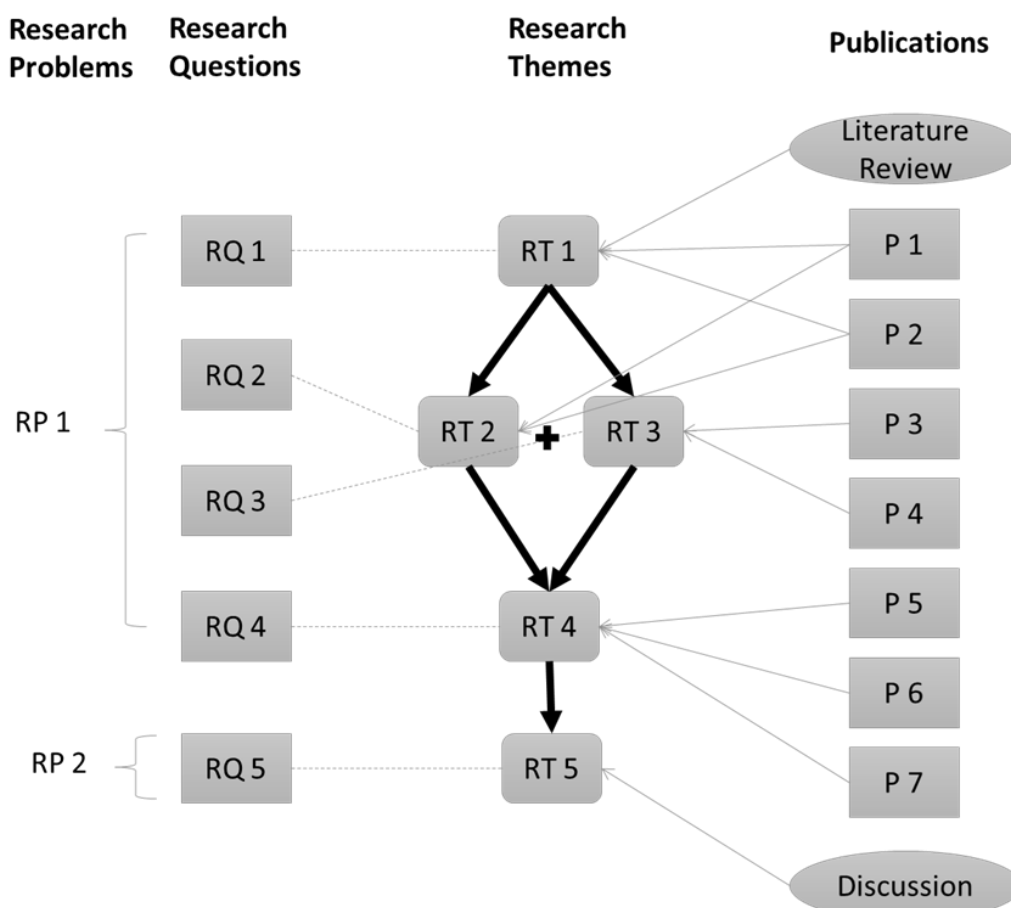 Research
Problems
Research
Questions
Research
Themes
Publications
Literature
Review
RQ 1
RT 1
P 1
P 2
RQ 2
RP 1
RT 2
+
RT 3
P 3
RQ 3
P 4
RQ 4
RT 4
P 5
P 6
RP 2
RQ 5
RT 5
P 7
Discussion